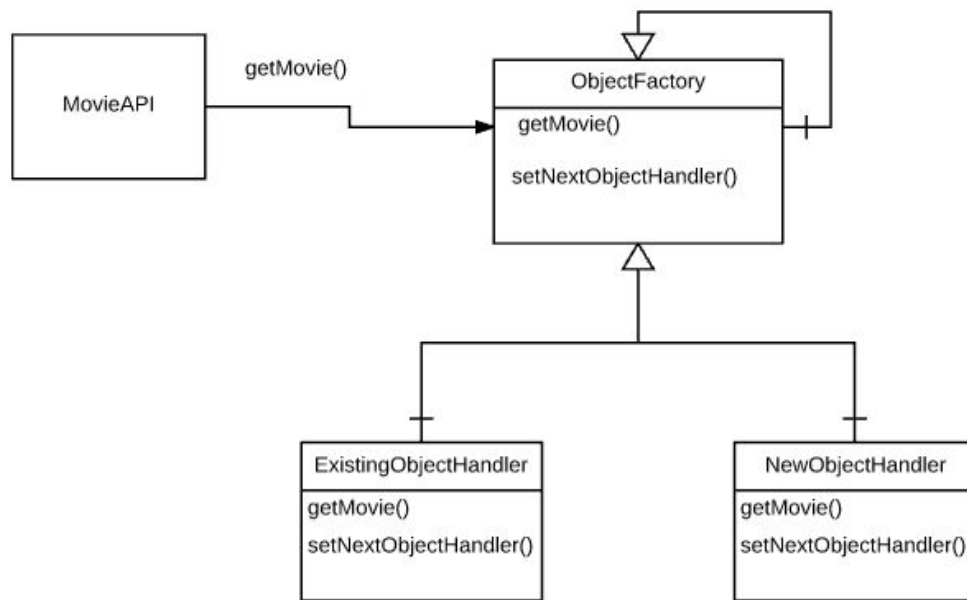 getMovie()
MovieAPI
ObjectFactory
getMovie()
setNextObjectHandler()
ExistingObjectHandler
getMovie()
setNextObjectHandler()
NewObjectHandler
getMovie()
setNextObjectHandler()